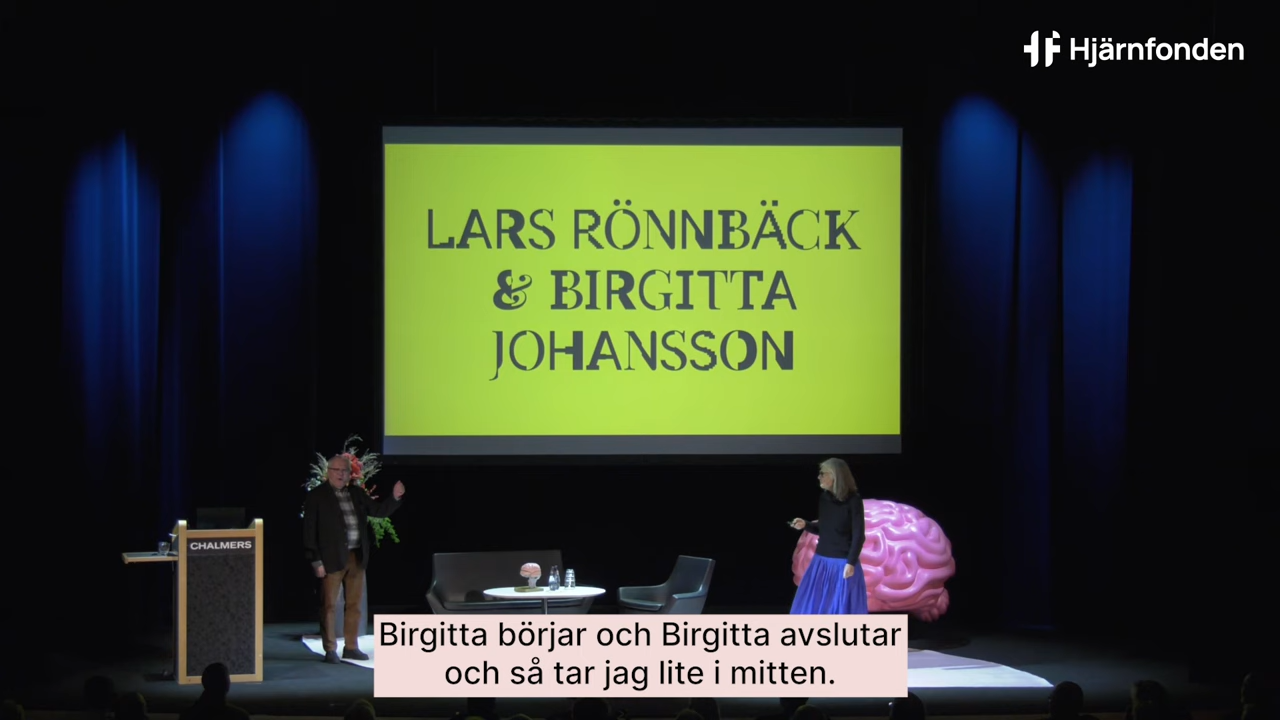 Hjärnfonden
LARS RÖNNBÄCK
& BIRGITTA
JOHANSSON
CHALMERS
Birgitta börjar och Birgitta avslutar
och så tar jag lite i mitten.